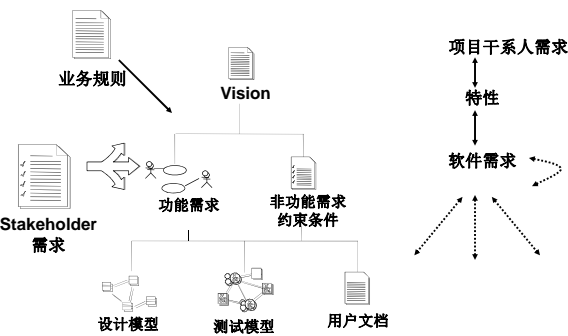 业务规则
Vision
项目干系人需求
特性
软件需求
Stakeholder
需求
功能需求
非功能需求
约束条件
设计模型
测试模型
用户文档